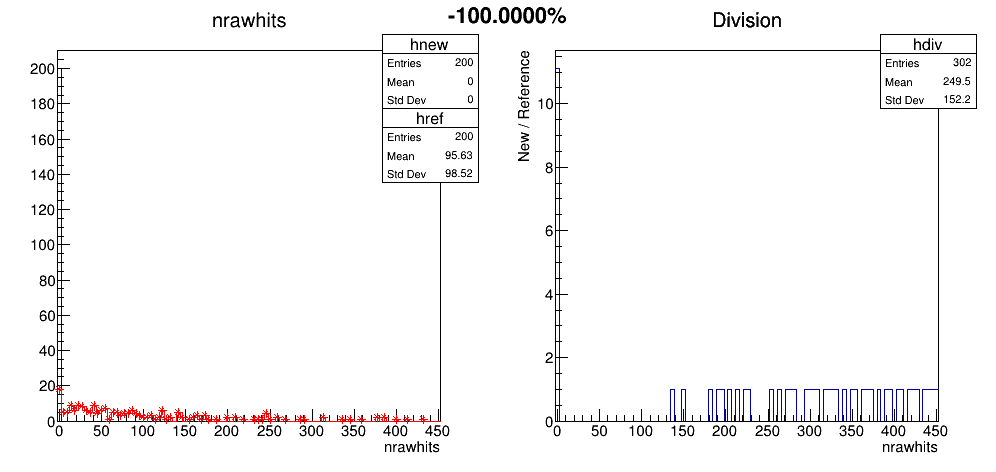 -100.0000%
nrawhits
hnew
Entries 200
Mean 0
Std Dev 0
href
Entries 200
Mean 95.63
Std Dev 98.52
200
180
160
140
120
100
80
60
40
20
0
0 50 100 150 200 250 300 350 400 450
nrawhits
Division
hdiv
Entries 302
Mean 249.5
Std Dev 152.2
New / Reference
10
8
6
4
2
0
0 50 100 150 200 250 300 350 400 450
nrawhits